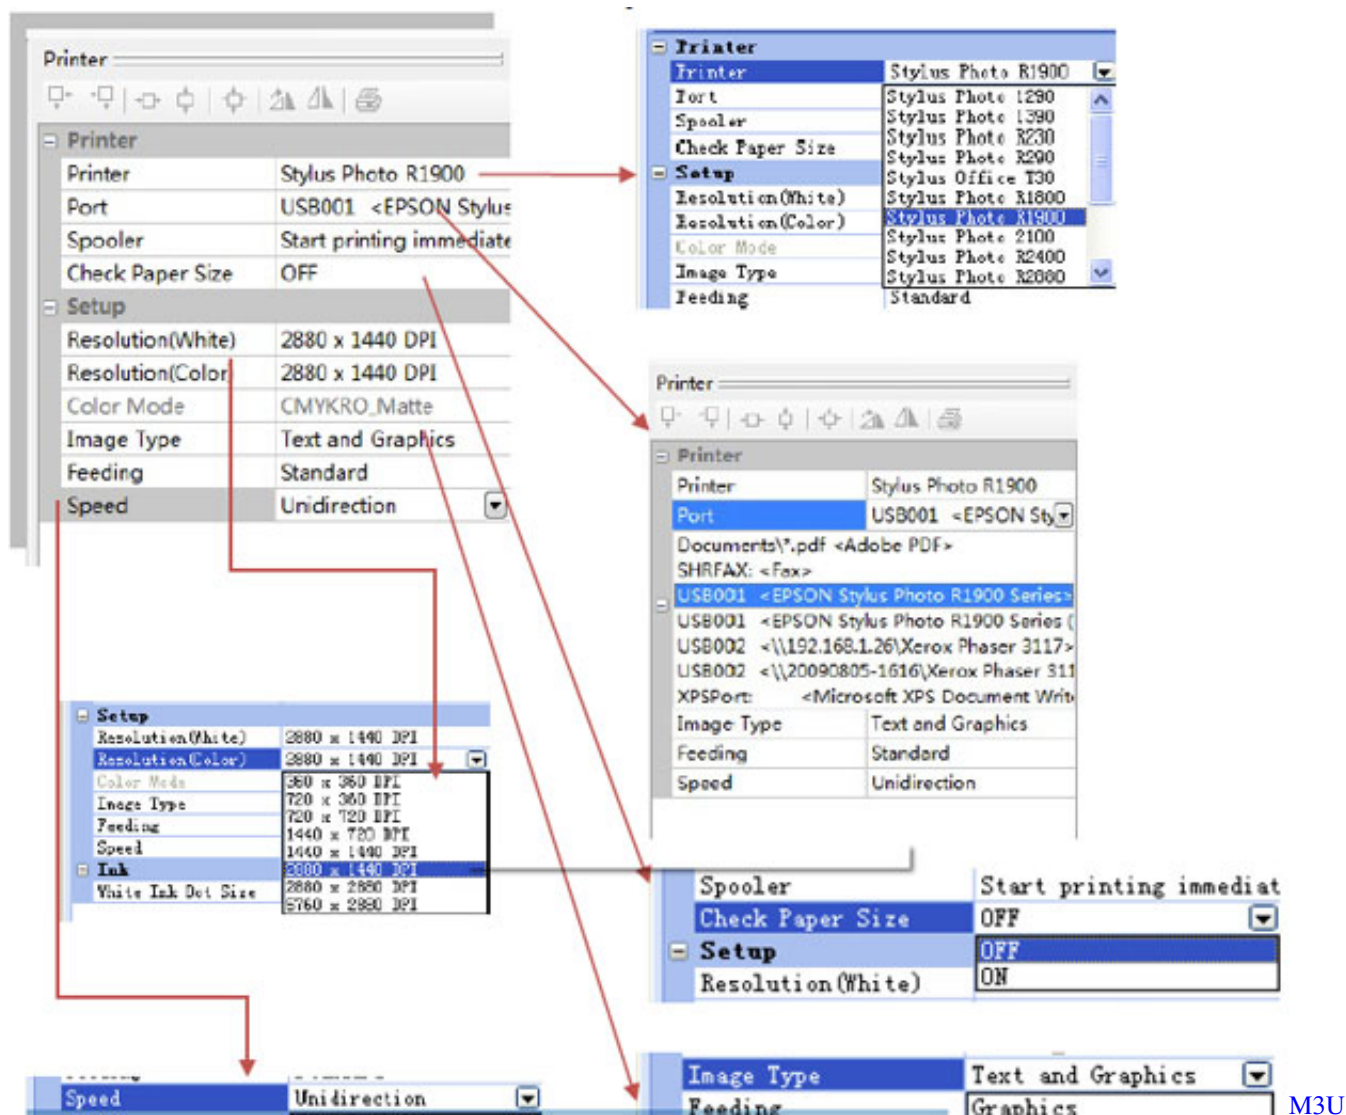 Printer
Printer
Printer Stylus Photo R1900
Port USB001 <EPSON Stylus
Spooler Start printing immediate
Check Paper Size OFF
Setup
Resolution(White) 2880 x 1440 DPI
Resolution(Color) 2880 x 1440 DPI
Color Mode CMYKRO_Matte
Image Type Text and Graphics
Feeding Standard
Speed Unidirection
Printer
Printer Stylus Photo R1900
Port Stylus Photo 1290
Spooler Stylus Photo 1390
Stylus Photo R230
Check Paper Size Stylus Photo R290
Setup Stylus Office T30
Resolution(White) Stylus Photo R1800
Resolution(Color) Stylus Photo R1900
Color Mode Stylus Photo 2100
Stylus Photo R2400
Image Type Stylus Photo R2880
Feeding Standard
Printer
Printer
Printer Stylus Photo R1900
Port USB001 <EPSON Sty
Documents\*.pdf <Adobe PDF>
SHRFAX: <Fax>
USB001 <EPSON Stylus Photo R1900 Series>
USB001 <EPSON Stylus Photo R1900 Series (
USB002 <\\192.168.1.26\Xerox Phaser 3117>
USB002 <\\20090805-1616\Xerox Phaser 311
XPSPort: <Microsoft XPS Document Writ
Image Type Text and Graphics
Feeding Standard
Speed Unidirection
Setup
Resolution(White) 2880 x 1440 DPI
Resolution(Color) 2880 x 1440 DPI
Color Mode 360 x 360 DPI
Image Type 720 x 360 DPI
Feeding 720 x 720 DPI
1440 x 720 DPI
Speed 1440 x 1440 DPI
Ink 2880 x 1440 DPI
White Ink Dot Size 2880 x 2880 DPI
5760 x 2880 DPI
Spooler Start printing immediat
Check Paper Size OFF
Setup OFF
Resolution(White) ON
Speed Unidirection
Image Type Text and Graphics
Feeding Graphics
M3U